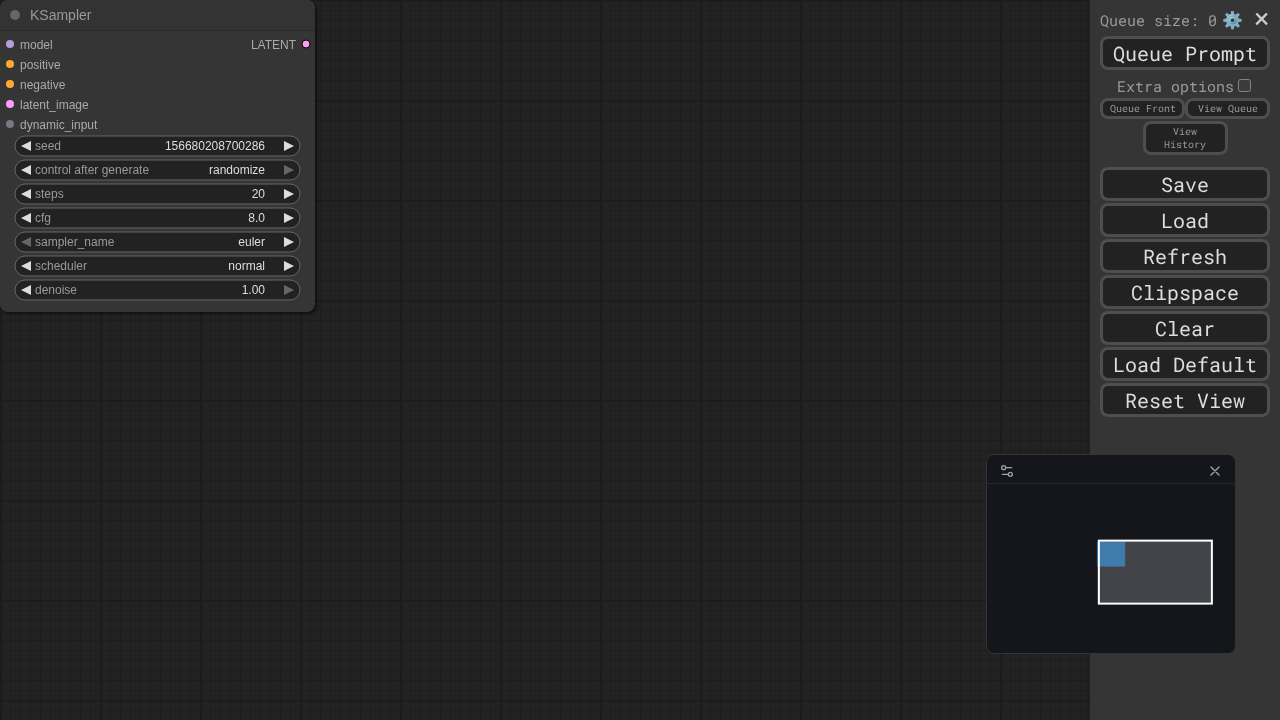 KSampler
model
LATENT
positive
negative
latent_image
dynamic_input
seed 156680208700286
control after generate randomize
steps 20
cfg 8.0
sampler_name euler
scheduler normal
denoise 1.00
Queue size: 0
Queue Prompt
Extra options
Queue Front
View Queue
View
History
Save
Load
Refresh
Clipspace
Clear
Load Default
Reset View